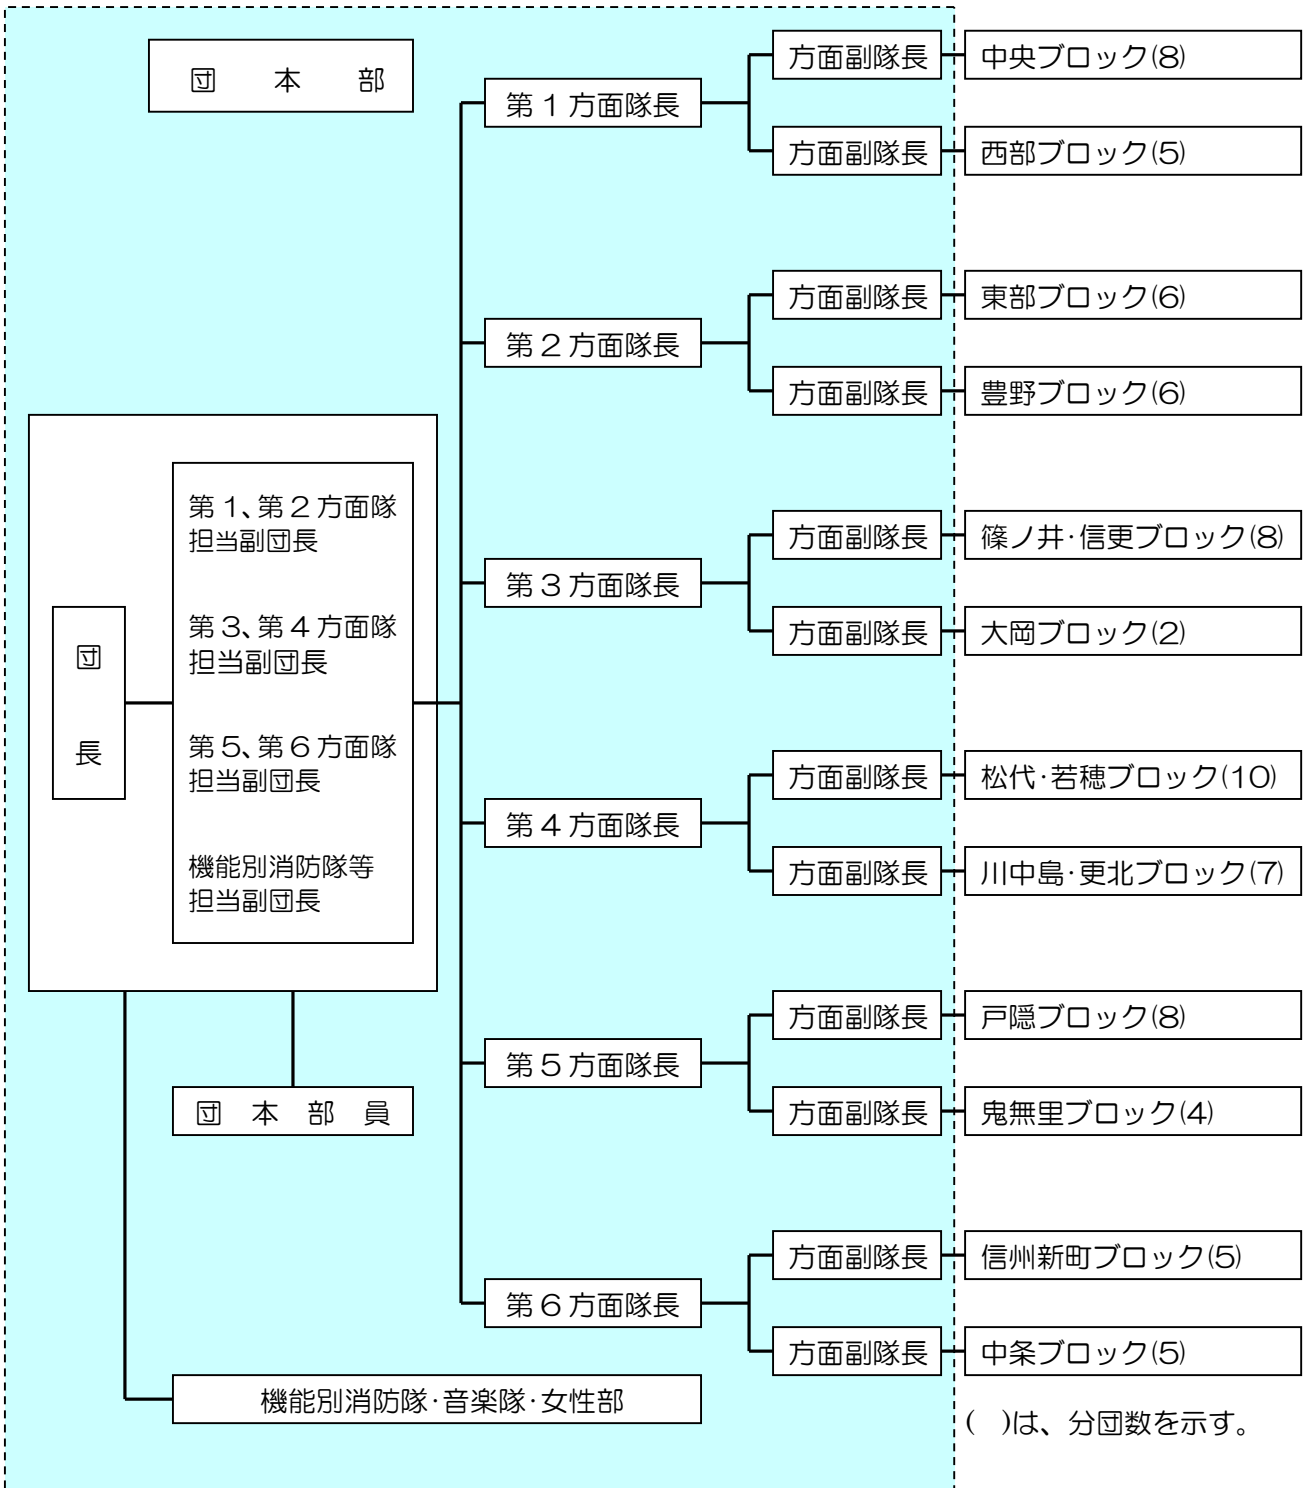 団本部
団長
第1、第2方面隊
担当副団長
第3、第4方面隊
担当副団長
第5、第6方面隊
担当副団長
機能別消防隊等
担当副団長
団本部員
機能別消防隊・音楽隊・女性部
第1方面隊長
方面副隊長
中央ブロック(8)
方面副隊長
西部ブロック(5)
第2方面隊長
方面副隊長
東部ブロック(6)
方面副隊長
豊野ブロック(6)
第3方面隊長
方面副隊長
篠ノ井・信更ブロック(8)
方面副隊長
大岡ブロック(2)
第4方面隊長
方面副隊長
松代・若穂ブロック(10)
方面副隊長
川中島・更北ブロック(7)
第5方面隊長
方面副隊長
戸隠ブロック(8)
方面副隊長
鬼無里ブロック(4)
第6方面隊長
方面副隊長
信州新町ブロック(5)
方面副隊長
中条ブロック(5)
(　)は、分団数を示す。